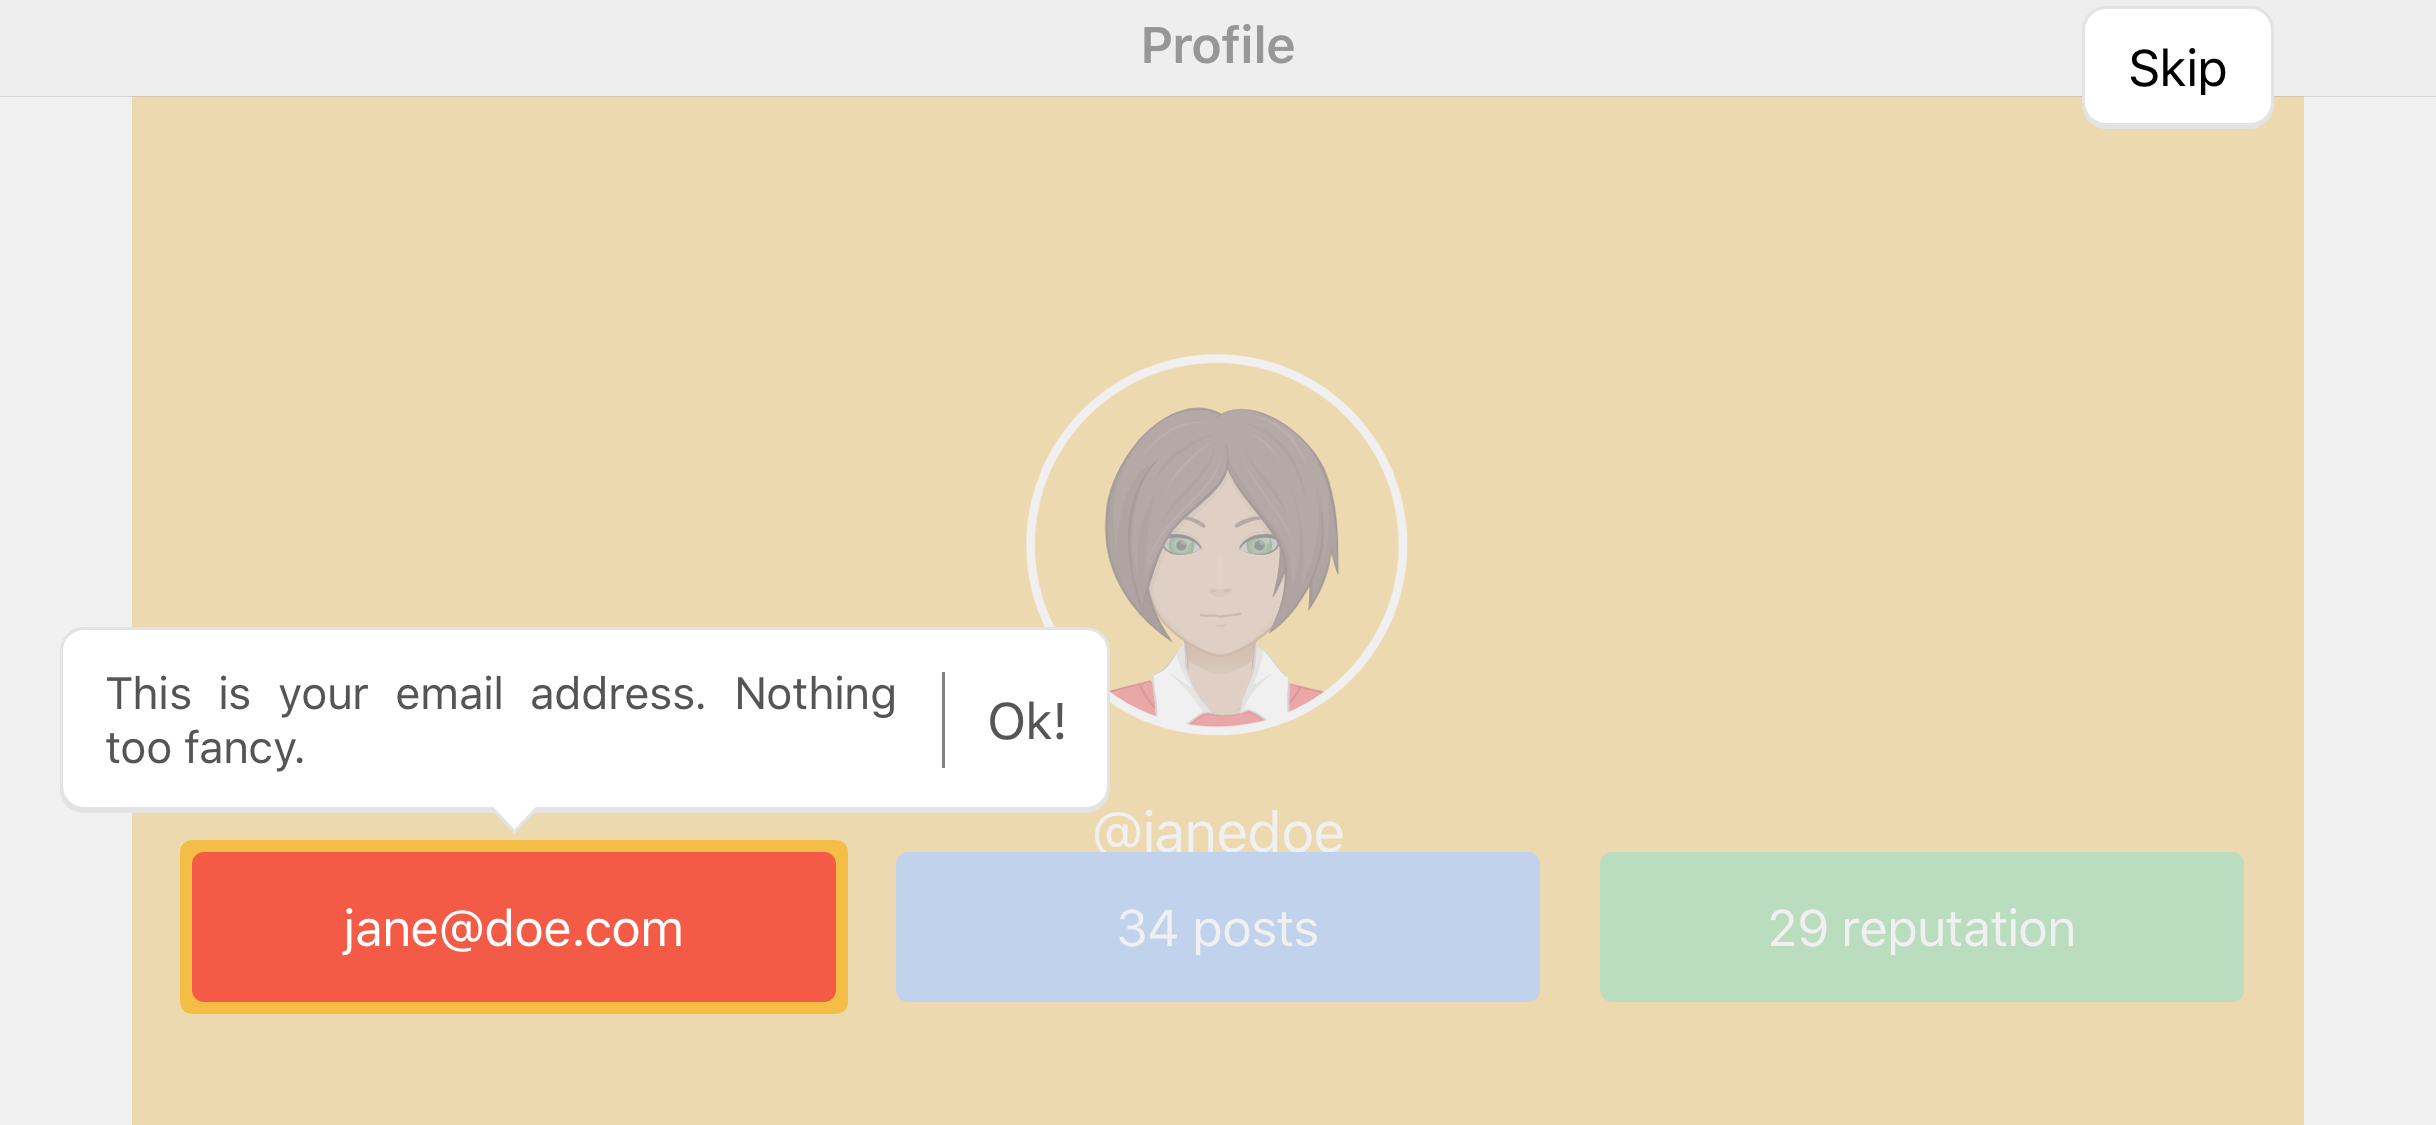 Profile
Skip
This is your email address. Nothing
too fancy.
Ok!
@janedoe
jane@doe.com
34 posts
29 reputation